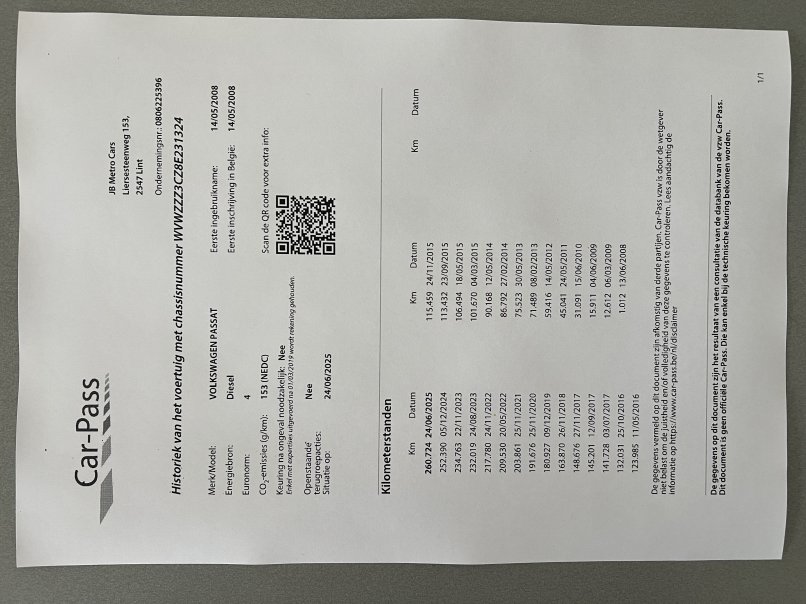 Car-Pass
JB Metro Cars
Liersesteenweg 153,
2547 Lint
Ondernemingsnr.: 0806225396
Historiek van het voertuig met chassisnummer WVWZZZ3CZ8E231324
Merk/Model: VOLKSWAGEN PASSAT
Energiebron: Diesel
Euronorm: 4
CO2-emissies (g/km): 153 (NEDC)
Keuring na ongeval noodzakelijk: Nee
Enkel met expertises uitgevoerd na 01/03/2019 wordt rekening gehouden.
Openstaande
terugroepacties: Nee
Situatie op: 24/06/2025
Eerste ingebruikname: 14/05/2008
Eerste inschrijving in België: 14/05/2008
Scan de QR code voor extra info:
Kilometerstanden
Km Datum
260.724 24/06/2025
252.390 05/12/2024
234.763 22/11/2023
232.019 24/08/2023
217.780 24/11/2022
209.530 20/05/2022
203.861 25/11/2021
191.676 25/11/2020
180.927 09/12/2019
163.870 26/11/2018
148.676 27/11/2017
145.201 12/09/2017
141.728 03/07/2017
132.031 25/10/2016
123.985 11/05/2016
Km Datum
115.459 24/11/2015
113.432 23/09/2015
106.494 18/05/2015
101.670 04/03/2015
90.168 12/05/2014
86.792 27/02/2014
75.523 30/05/2013
71.489 08/02/2013
59.416 14/05/2012
45.041 24/05/2011
31.091 15/06/2010
15.911 04/06/2009
12.612 06/03/2009
1.012 13/06/2008
Km Datum
De gegevens vermeld op dit document zijn afkomstig van derde partijen. Car-Pass vzw is door de wetgever
niet belast om de juistheid en/of volledigheid van deze gegevens te controleren. Lees aandachtig de
informatie op https://www.car-pass.be/nl/disclaimer
De gegevens op dit document zijn het resultaat van een consultatie van de databank van de vzw Car-Pass.
Dit document is geen officiële Car-Pass. Die kan enkel bij de technische keuring bekomen worden.
1/1